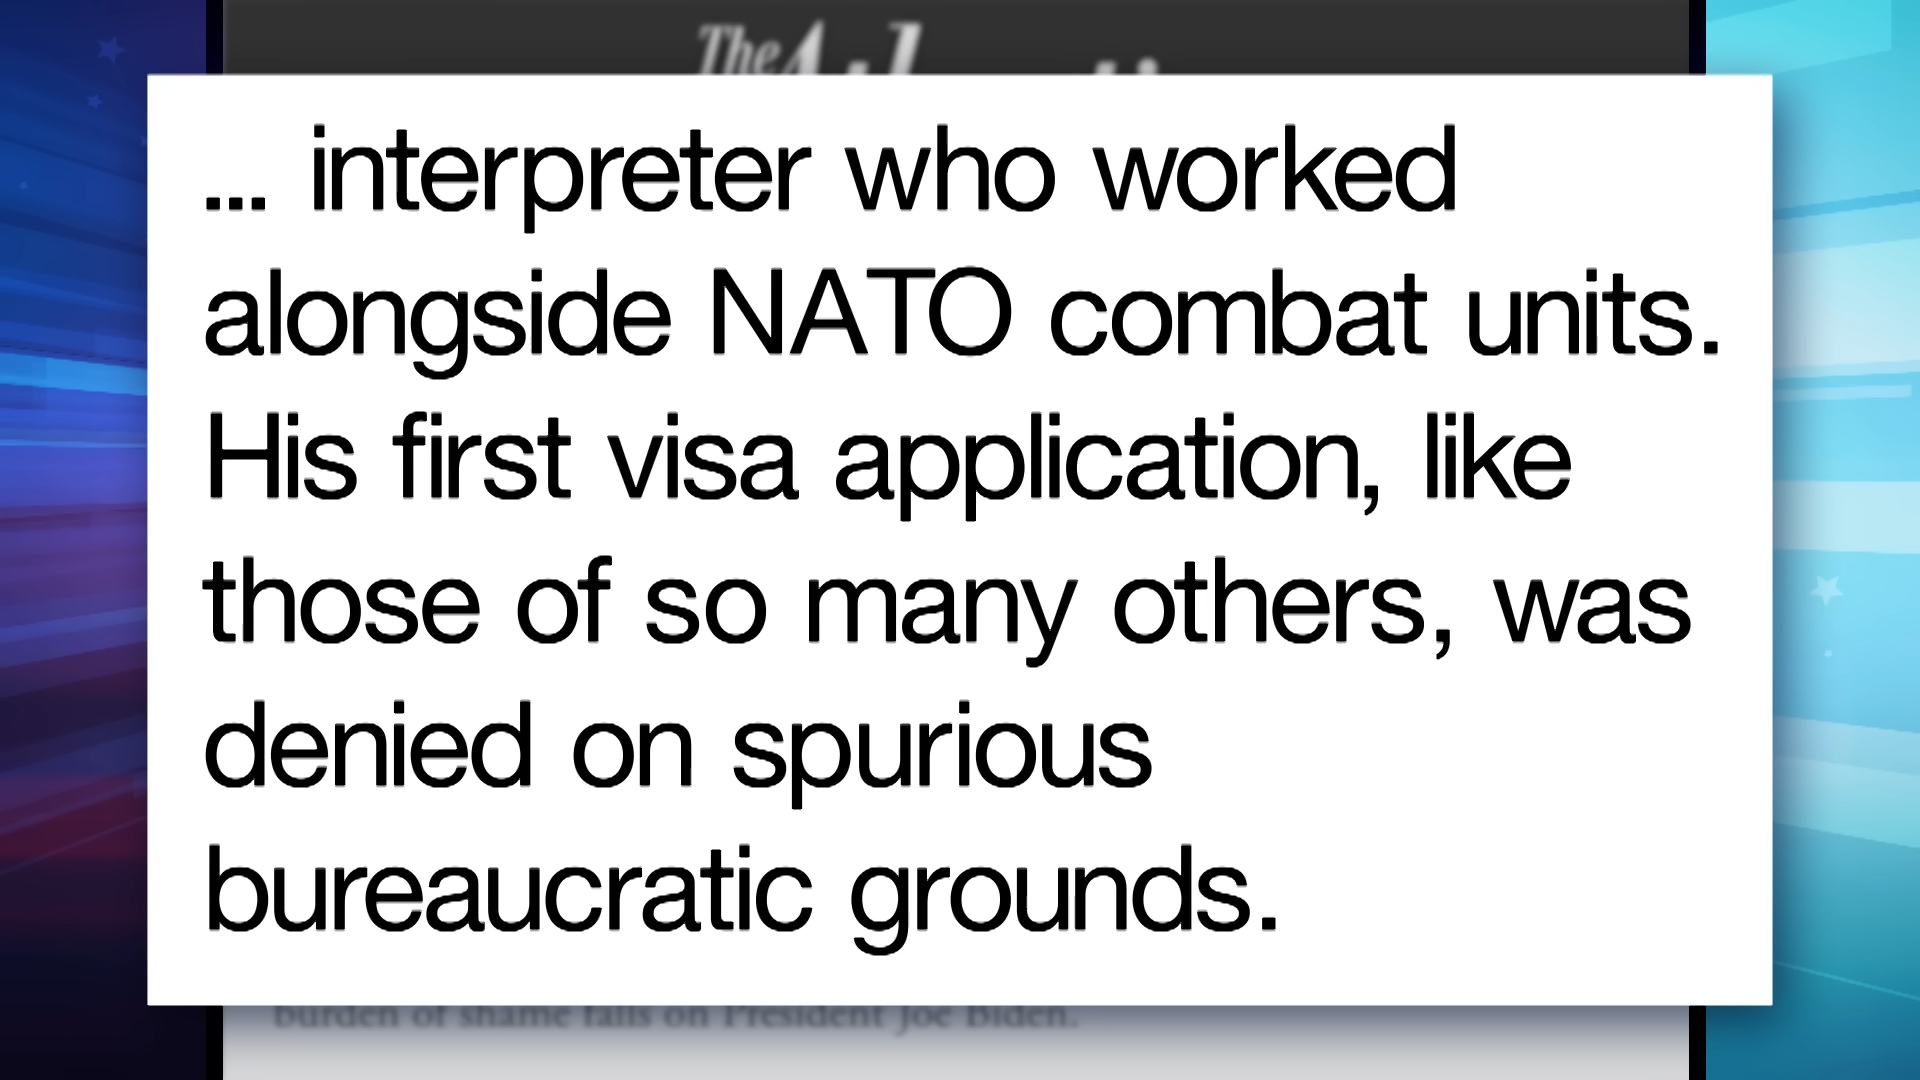 The
... interpreter who worked
alongside NATO combat units.
His first visa application, like
those of so many others, was
denied on spurious
bureaucratic grounds.
burden of shame falls on President Joe Biden.